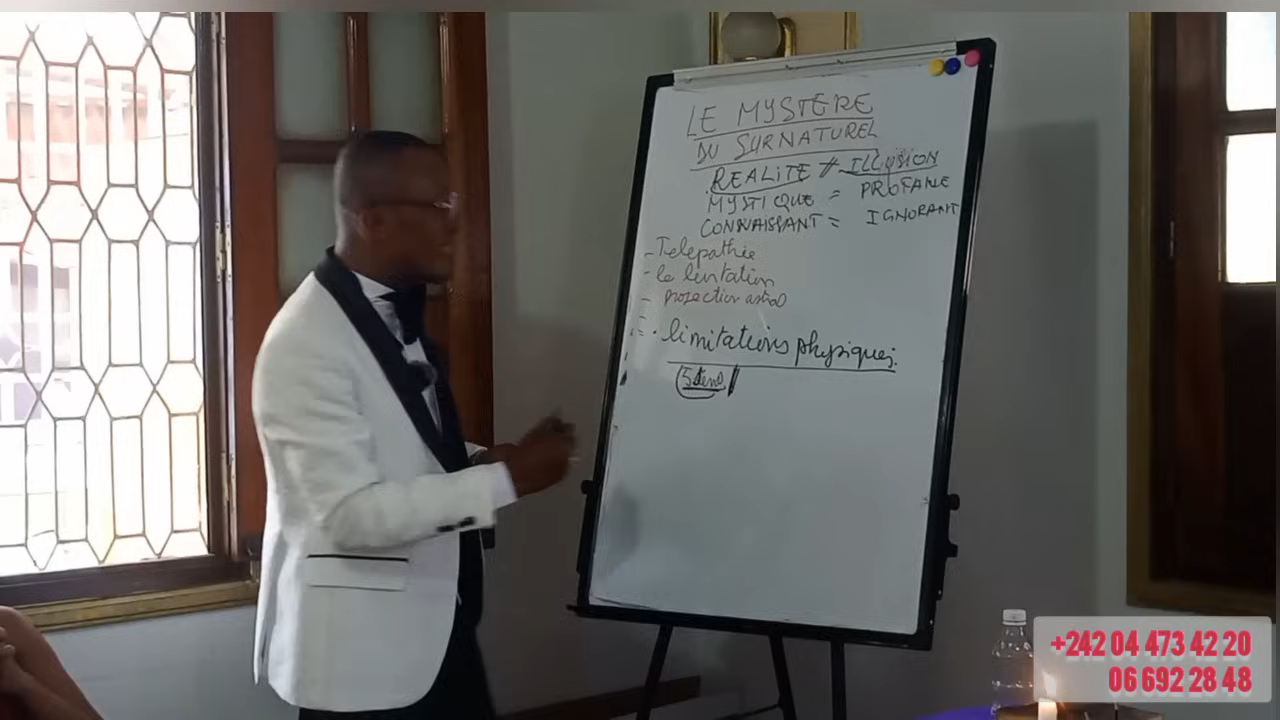 LE MYSTERE
DU SURNATUREL
REALITE ≠ ILLUSION
MYSTIQUE = PROFANE
CONNAISSANT = IGNORANT
- Telepathie
- le levitation
- projection astral
limitations physiques.
+242 04 473 42 20
06 692 28 48